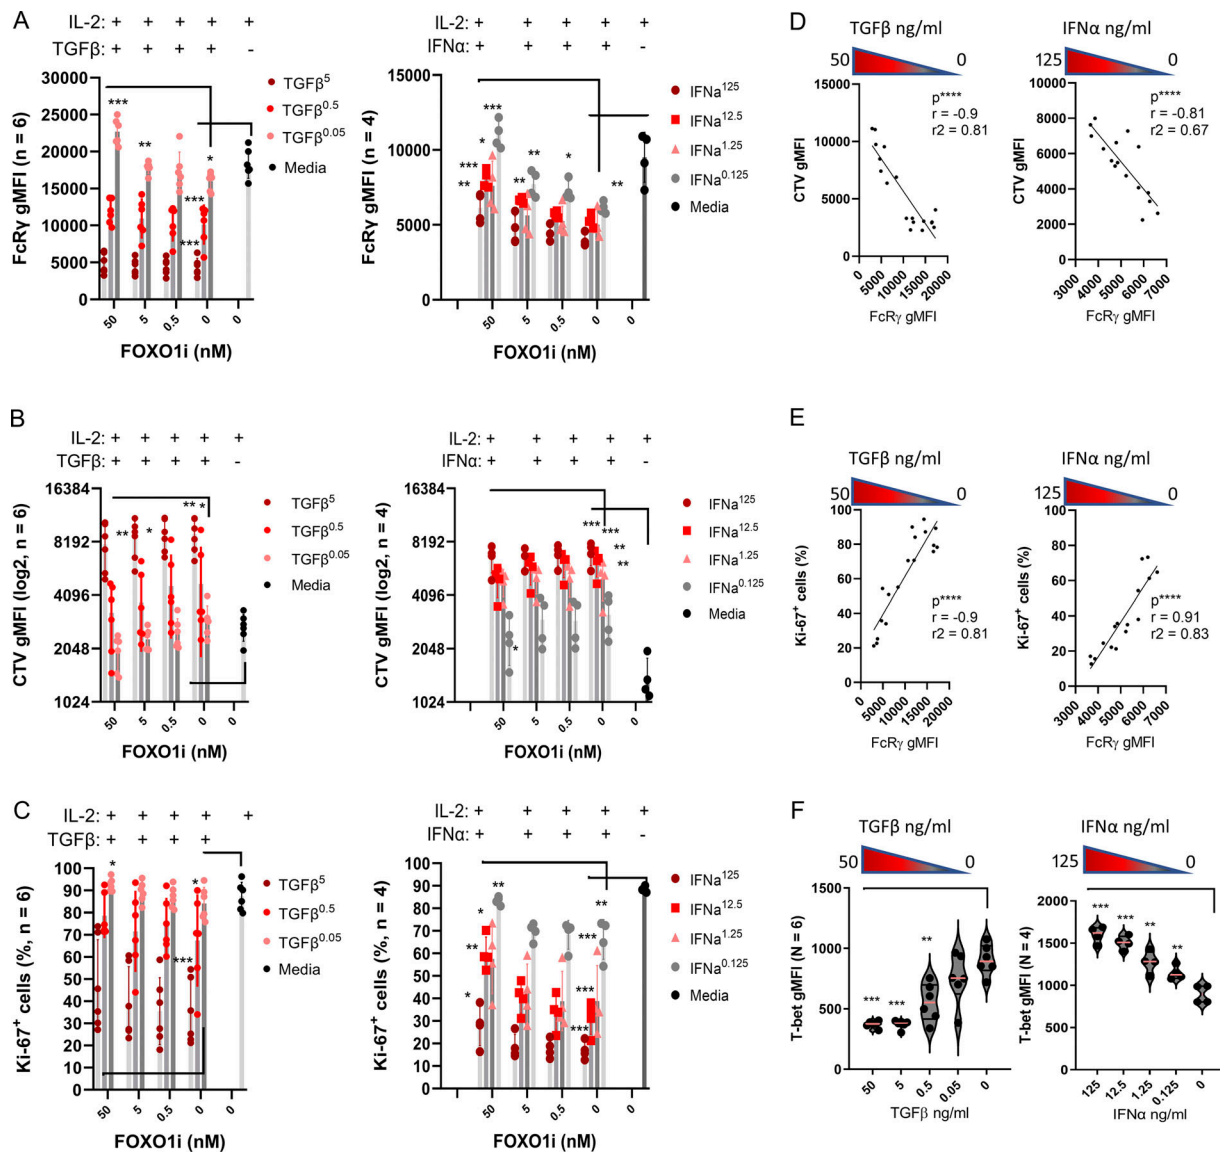 A
IL-2: + + + + +
TGFβ: + + + + -
FcRγ gMFI (n = 6)
30000
25000
20000
15000
10000
5000
0
***
**
*
***
***
50 5 0.5 0 0
FOXO1i (nM)
TGFβ5
TGFβ0.5
TGFβ0.05
Media
IL-2: + + + + +
IFNα: + + + + -
FcRγ gMFI (n = 4)
15000
10000
5000
0
***
*
***
**
**
**
*
**
50 5 0.5 0 0
FOXO1i (nM)
IFNa125
IFNa12.5
IFNa1.25
IFNa0.125
Media
B
IL-2: + + + + +
TGFβ: + + + + -
CTV gMFI (log2, n = 6)
16384
8192
4096
2048
1024
**
*
** *
50 5 0.5 0 0
FOXO1i (nM)
TGFβ5
TGFβ0.5
TGFβ0.05
Media
IL-2: + + + + +
IFNα: + + + + -
CTV gMFI (log2, n = 4)
16384
8192
4096
2048
1024
*
***
***
**
**
50 5 0.5 0 0
FOXO1i (nM)
IFNa125
IFNa12.5
IFNa1.25
IFNa0.125
Media
C
IL-2: + + + + +
TGFβ: + + + +
Ki-67+ cells (%, n = 6)
100
90
80
70
60
50
40
30
20
10
0
*
*
***
50 5 0.5 0 0
FOXO1i (nM)
TGFβ5
TGFβ0.5
TGFβ0.05
Media
IL-2: + + + + +
IFNα: + + + + -
Ki-67+ cells (%, n = 4)
100
90
80
70
60
50
40
30
20
10
0
**
*
**
*
**
***
***
***
50 5 0.5 0 0
FOXO1i (nM)
IFNa125
IFNa12.5
IFNa1.25
IFNa0.125
Media
D
TGFβ ng/ml
50 0
CTV gMFI
15000
10000
5000
0
p****
r = -0.9
r2 = 0.81
0 5000 10000 15000 20000
FcRγ gMFI
IFNα ng/ml
125 0
CTV gMFI
10000
8000
6000
4000
2000
0
p****
r = -0.81
r2 = 0.67
3000 4000 5000 6000 7000
FcRγ gMFI
E
TGFβ ng/ml
50 0
Ki-67+ cells (%)
100
80
60
40
20
0
p****
r = -0.9
r2 = 0.81
0 5000 10000 15000 20000
FcRγ gMFI
IFNα ng/ml
125 0
Ki-67+ cells (%)
100
80
60
40
20
0
p****
r = 0.91
r2 = 0.83
3000 4000 5000 6000 7000
FcRγ gMFI
F
TGFβ ng/ml
50 0
T-bet gMFI (N = 6)
1500
1000
500
0
***
***
**
50 5 0.5 0.05 0
TGFβ ng/ml
IFNα ng/ml
125 0
T-bet gMFI (N = 4)
2000
1500
1000
500
0
***
***
**
**
125 12.5 1.25 0.125 0
IFNα ng/ml